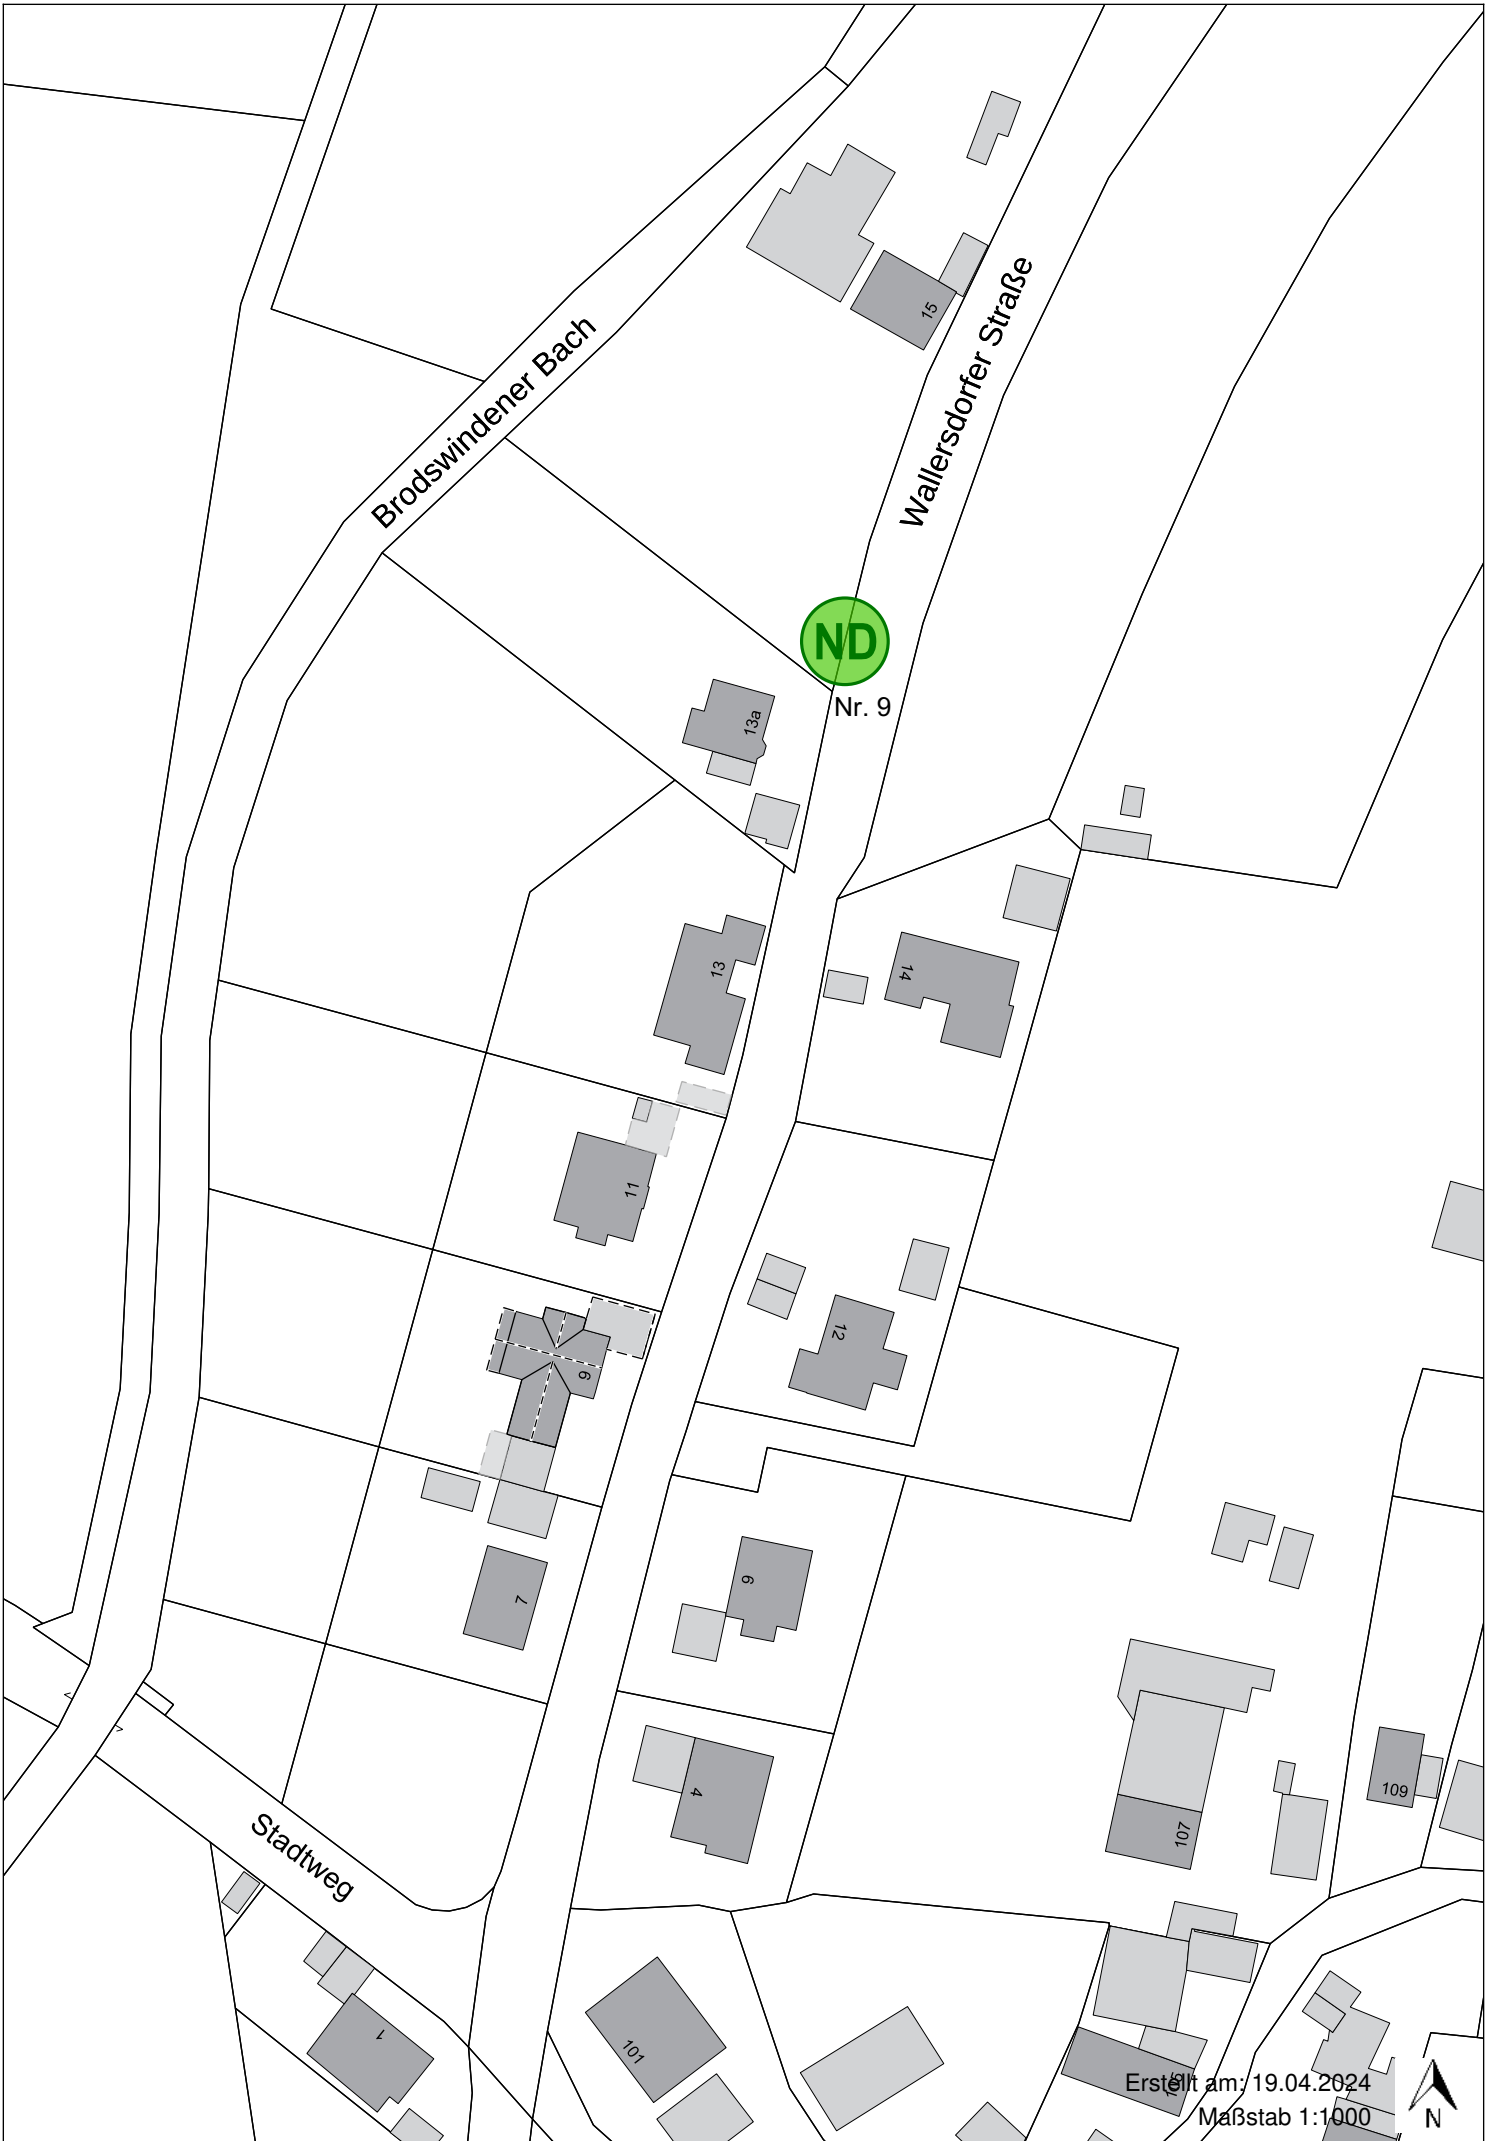 15
Wallersdorfer Straße
Brodswindener Bach
ND
Nr. 9
13a
13
14
11
12
9
7
6
4
107
109
Stadtweg
1
101
Erstellt am: 19.04.2024
Maßstab 1:1000
N